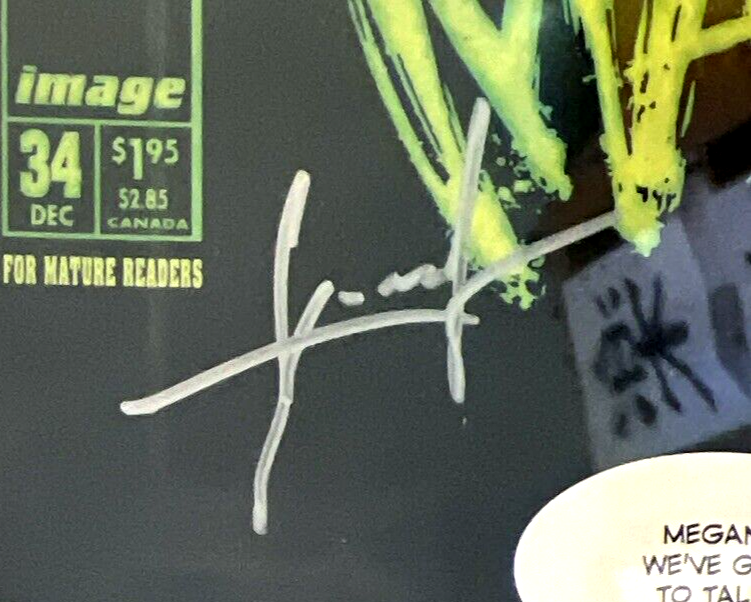 image
34
DEC
$1.95
$2.85
CANADA
FOR MATURE READERS
MEGAN
WE'VE G
TO TAL